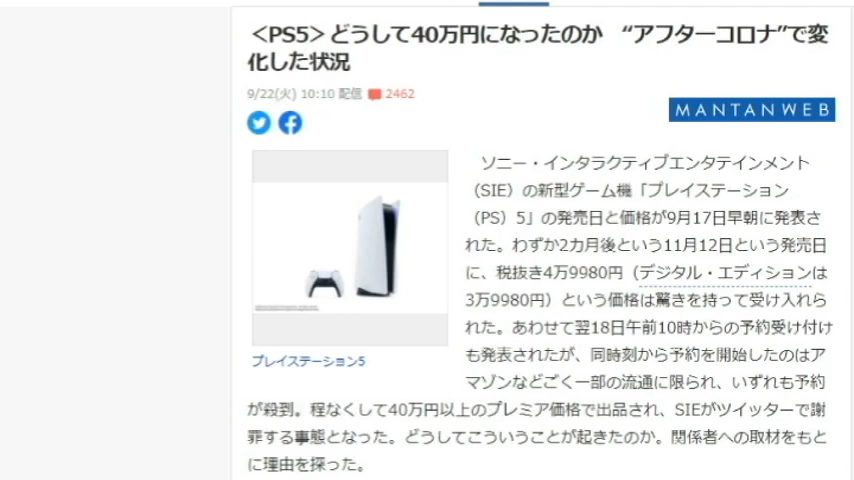 ＜PS5＞どうして40万円になったのか　“アフターコロナ”で変
化した状況
9/22(火) 10:10 配信 2462
MANTANWEB
ソニー・インタラクティブエンタテインメント
（SIE）の新型ゲーム機「プレイステーション
（PS）5」の発売日と価格が9月17日早朝に発表さ
れた。わずか2カ月後という11月12日という発売日
に、税抜き4万9980円（デジタル・エディションは
3万9980円）という価格は驚きを持って受け入れら
れた。あわせて翌18日午前10時からの予約受け付け
も発表されたが、同時刻から予約を開始したのはア
マゾンなどごく一部の流通に限られ、いずれも予約
が殺到。程なくして40万円以上のプレミア価格で出品され、SIEがツイッターで謝
罪する事態となった。どうしてこういうことが起きたのか。関係者への取材をもと
に理由を探った。
プレイステーション5